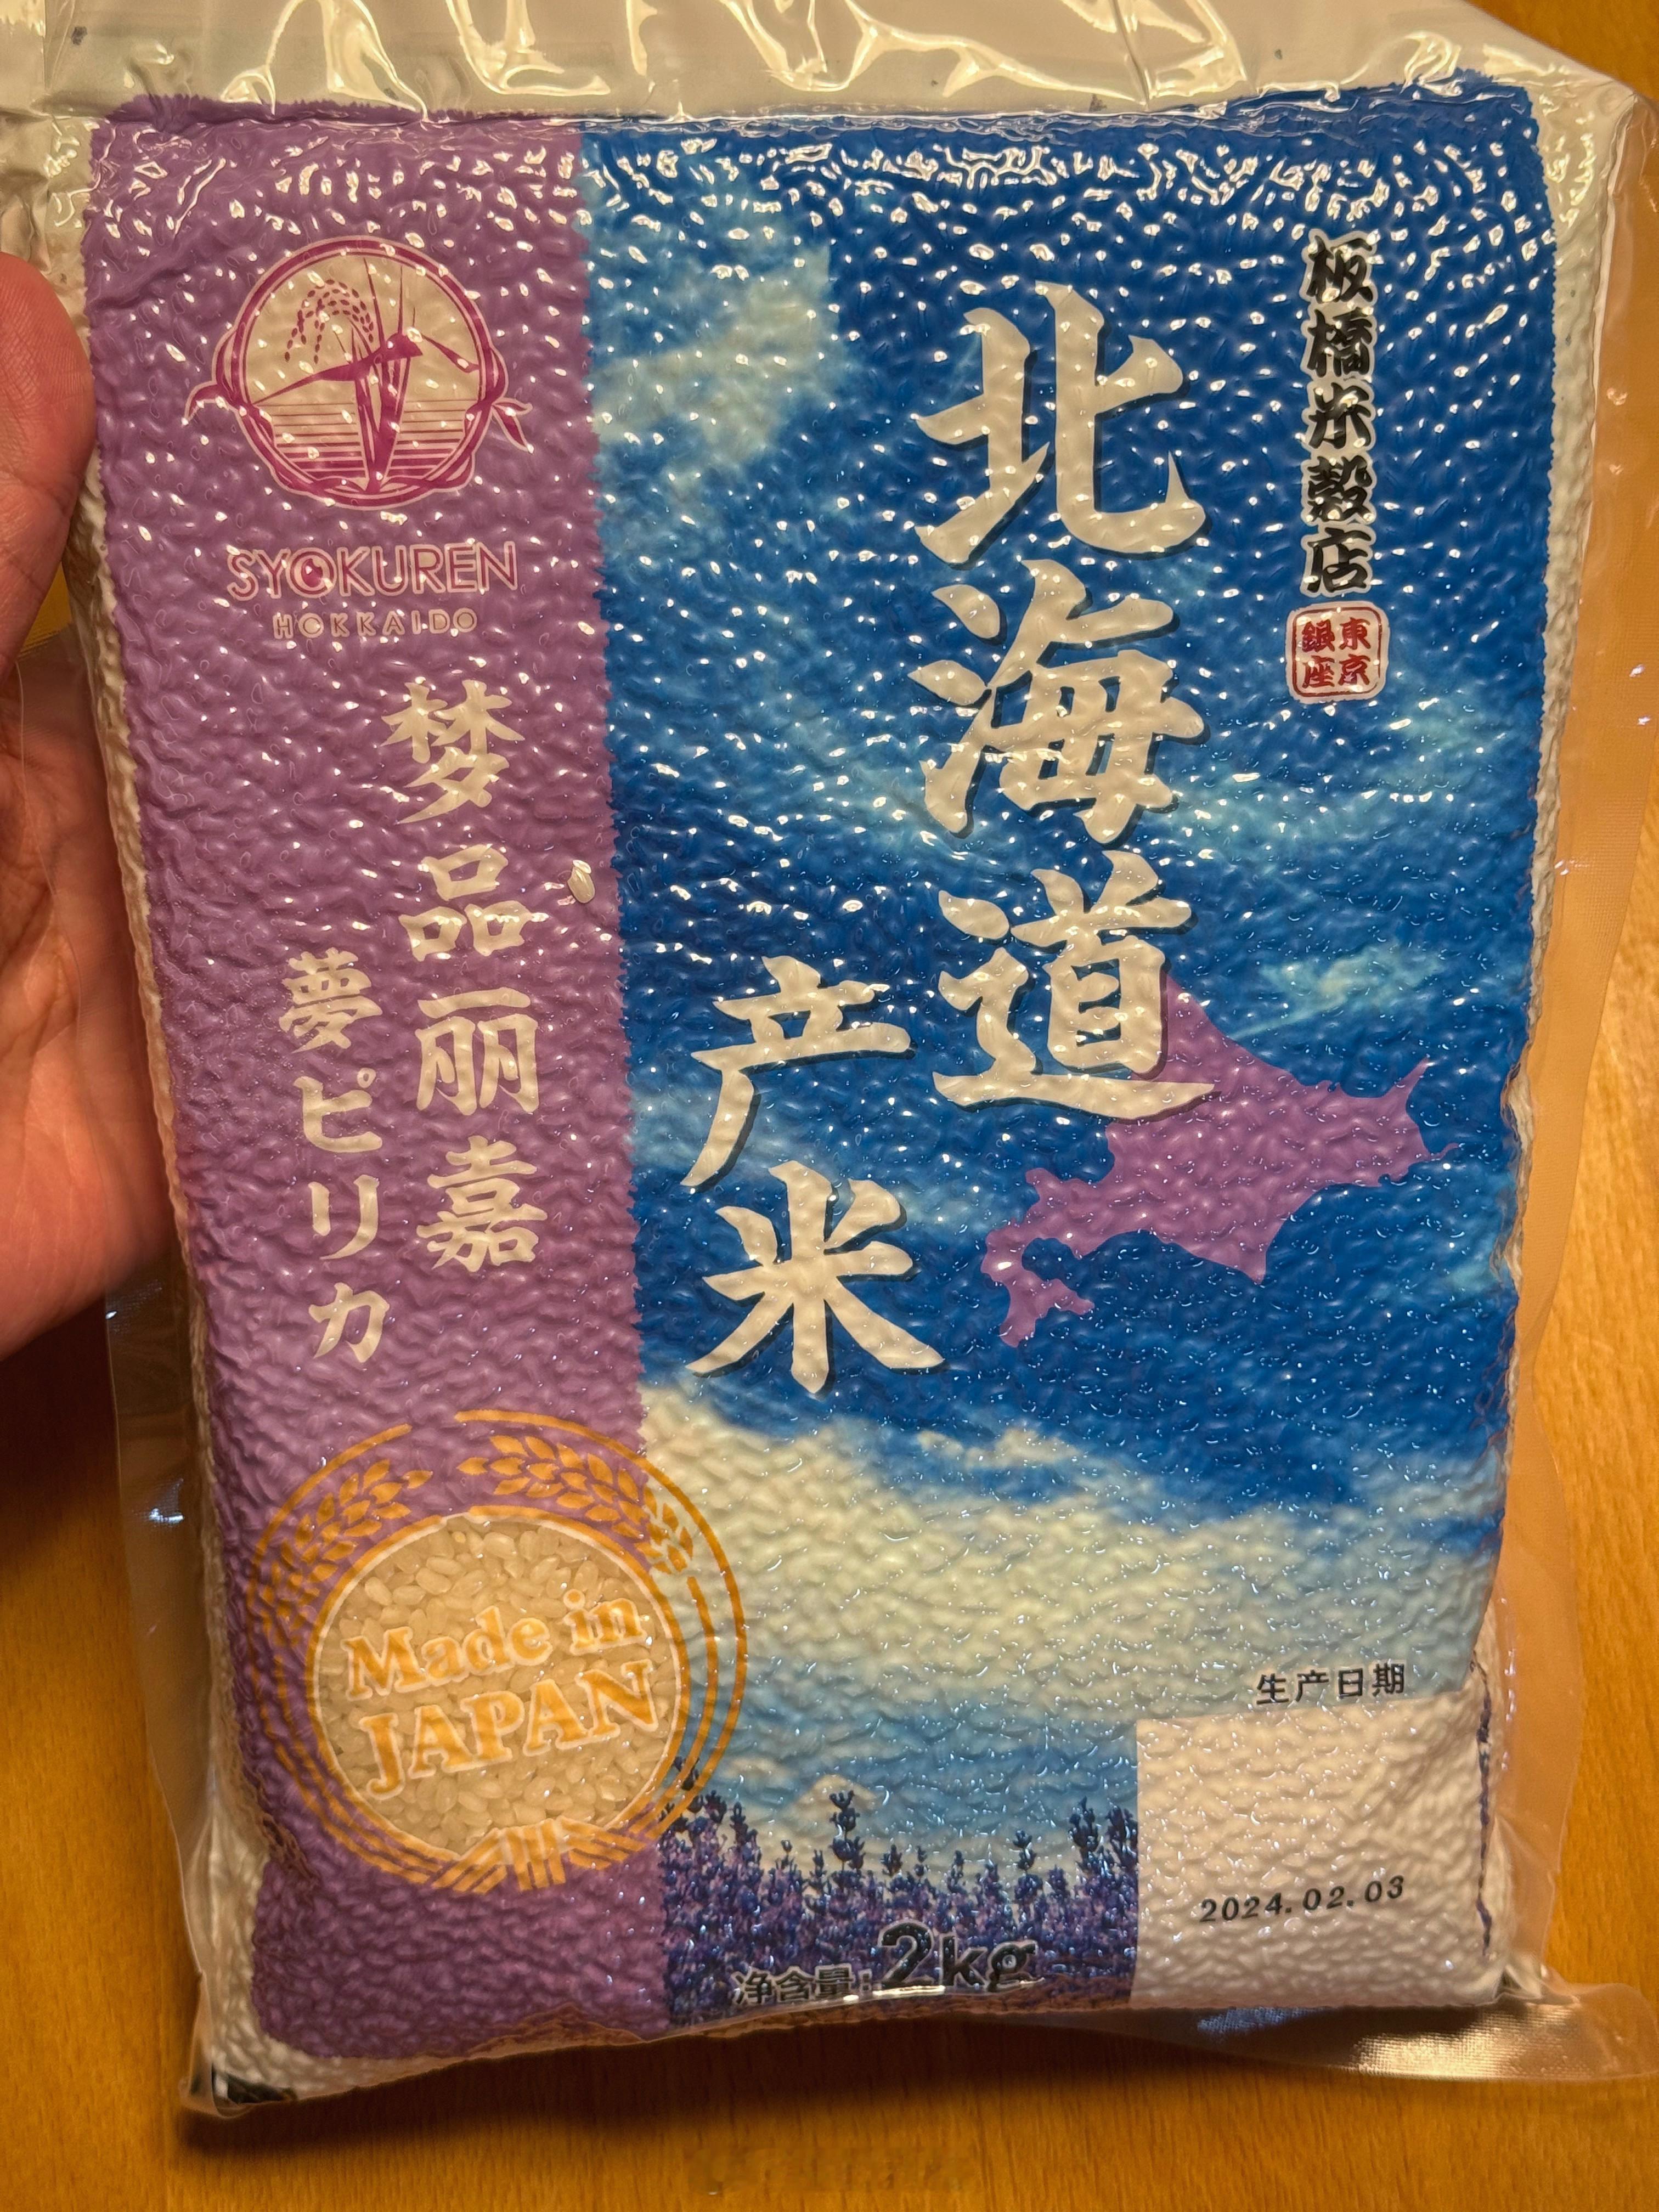 板橋米穀店
東京
銀座
北海道
产米
SYOKUREN
HOKKAIDO
梦品丽嘉
夢ピリカ
Made in
JAPAN
生产日期
2024.02.03
净含量:2kg